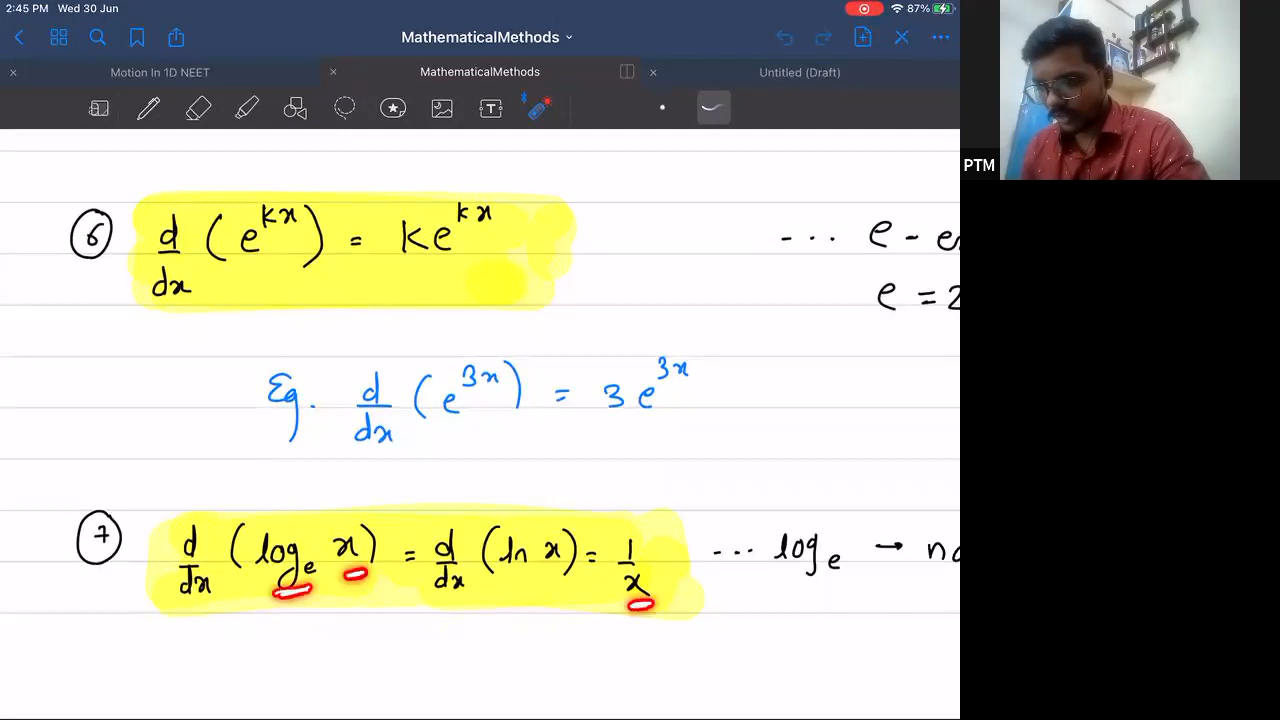 2:45 PM Wed 30 Jun
87%
MathematicalMethods
Motion In 1D NEET
MathematicalMethods
Untitled (Draft)
PTM
⑥ d/dx (e^{kx}) = ke^{kx} ... e - e
e = 2
Eg. d/dx (e^{3x}) = 3e^{3x}
⑦ d/dx (log_e x) = d/dx (ln x) = 1/x ... log_e → na